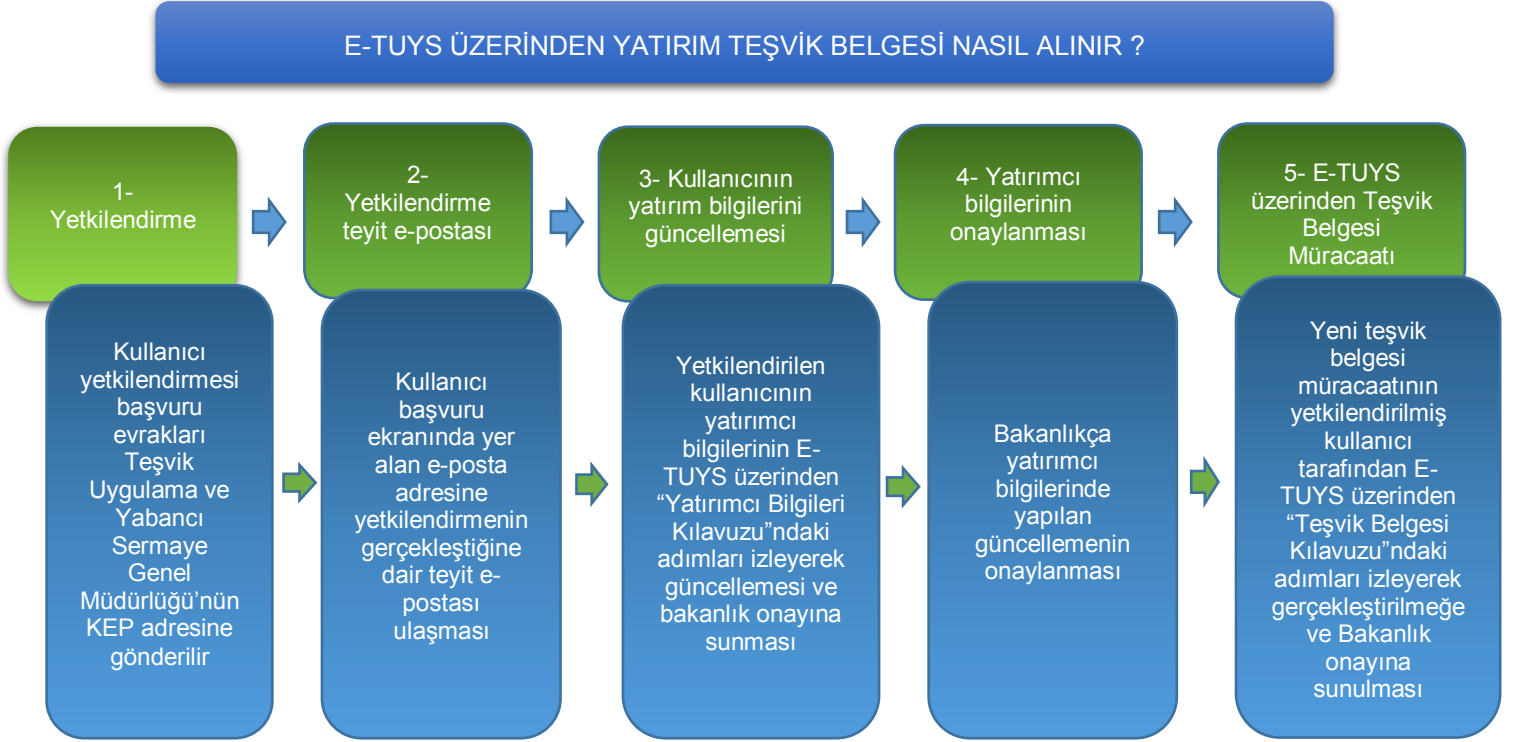 E-TUYS ÜZERİNDEN YATIRIM TEŞVİK BELGESİ NASIL ALINIR ?
1-
Yetkilendirme
2-
Yetkilendirme
teyit e-postası
3- Kullanıcının
yatırım bilgilerini
güncellemesi
4- Yatırımcı
bilgilerinin
onaylanması
5- E-TUYS
üzerinden Teşvik
Belgesi
Müracaatı
Kullanıcı
yetkilendirmesi
başvuru
evrakları
Teşvik
Uygulama ve
Yabancı
Sermaye
Genel
Müdürlüğü’nün
KEP adresine
gönderilir
Kullanıcı
başvuru
ekranında yer
alan e-posta
adresine
yetkilendirmenin
gerçekleştiğine
dair teyit e-
postası
ulaşması
Yetkilendirilen
kullanıcının
yatırımcı
bilgilerinin E-
TUYS üzerinden
“Yatırımcı Bilgileri
Kılavuzu”ndaki
adımları izleyerek
güncellemesi ve
bakanlık onayına
sunması
Bakanlıkça
yatırımcı
bilgilerinde
yapılan
güncellemenin
onaylanması
Yeni teşvik
belgesi
müracaatının
yetkilendirilmiş
kullanıcı
tarafından E-
TUYS üzerinden
“Teşvik Belgesi
Kılavuzu”ndaki
adımları izleyerek
gerçekleştirilmeğe
ve Bakanlık
onayına
sunulması